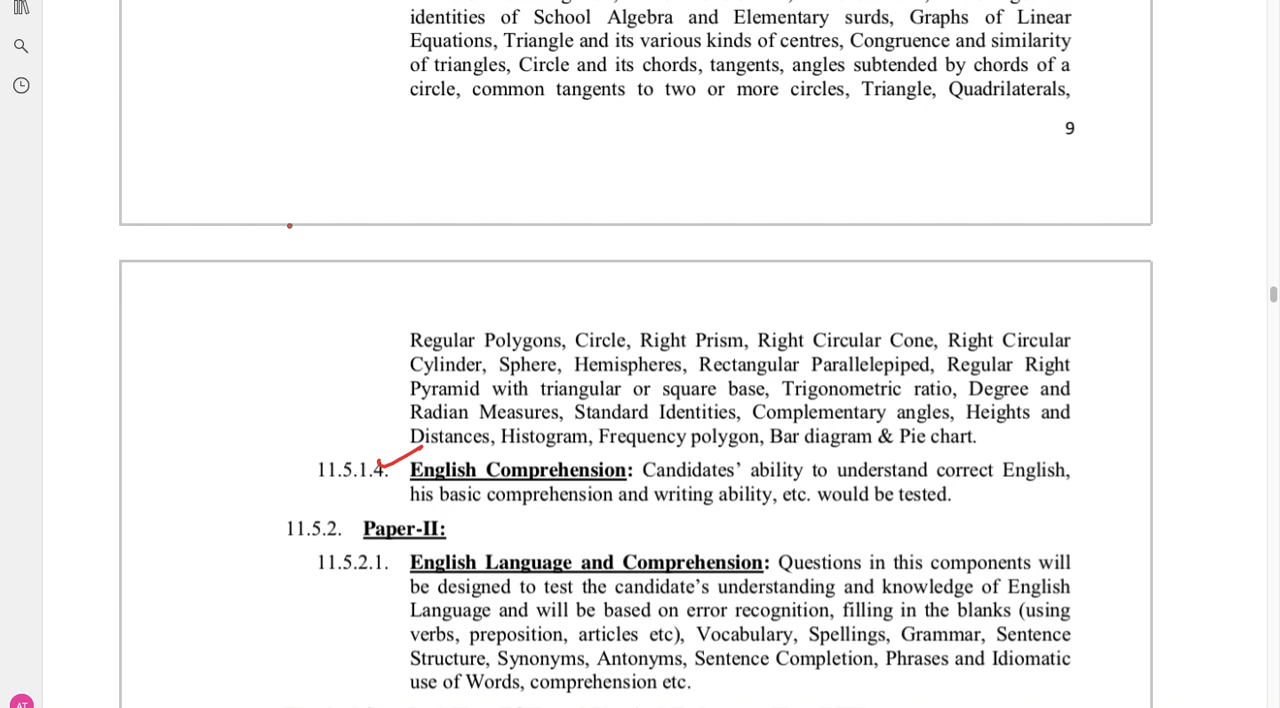 identities of School Algebra and Elementary surds, Graphs of Linear
Equations, Triangle and its various kinds of centres, Congruence and similarity
of triangles, Circle and its chords, tangents, angles subtended by chords of a
circle, common tangents to two or more circles, Triangle, Quadrilaterals,
9
Regular Polygons, Circle, Right Prism, Right Circular Cone, Right Circular
Cylinder, Sphere, Hemispheres, Rectangular Parallelepiped, Regular Right
Pyramid with triangular or square base, Trigonometric ratio, Degree and
Radian Measures, Standard Identities, Complementary angles, Heights and
Distances, Histogram, Frequency polygon, Bar diagram & Pie chart.
11.5.1.4. English Comprehension: Candidates’ ability to understand correct English,
his basic comprehension and writing ability, etc. would be tested.
11.5.2. Paper-II:
11.5.2.1. English Language and Comprehension: Questions in this components will
be designed to test the candidate’s understanding and knowledge of English
Language and will be based on error recognition, filling in the blanks (using
verbs, preposition, articles etc), Vocabulary, Spellings, Grammar, Sentence
Structure, Synonyms, Antonyms, Sentence Completion, Phrases and Idiomatic
use of Words, comprehension etc.
AT